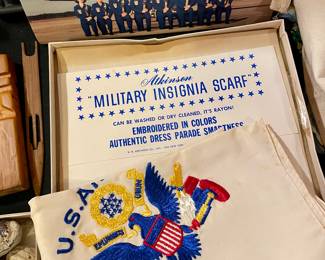 Atkinson
"MILITARY INSIGNIA SCARF"
CAN BE WASHED OR DRY CLEANED, IT'S RAYON!
EMBROIDERED IN COLORS
AUTHENTIC DRESS PARADE SMARTNESS
U.S.A